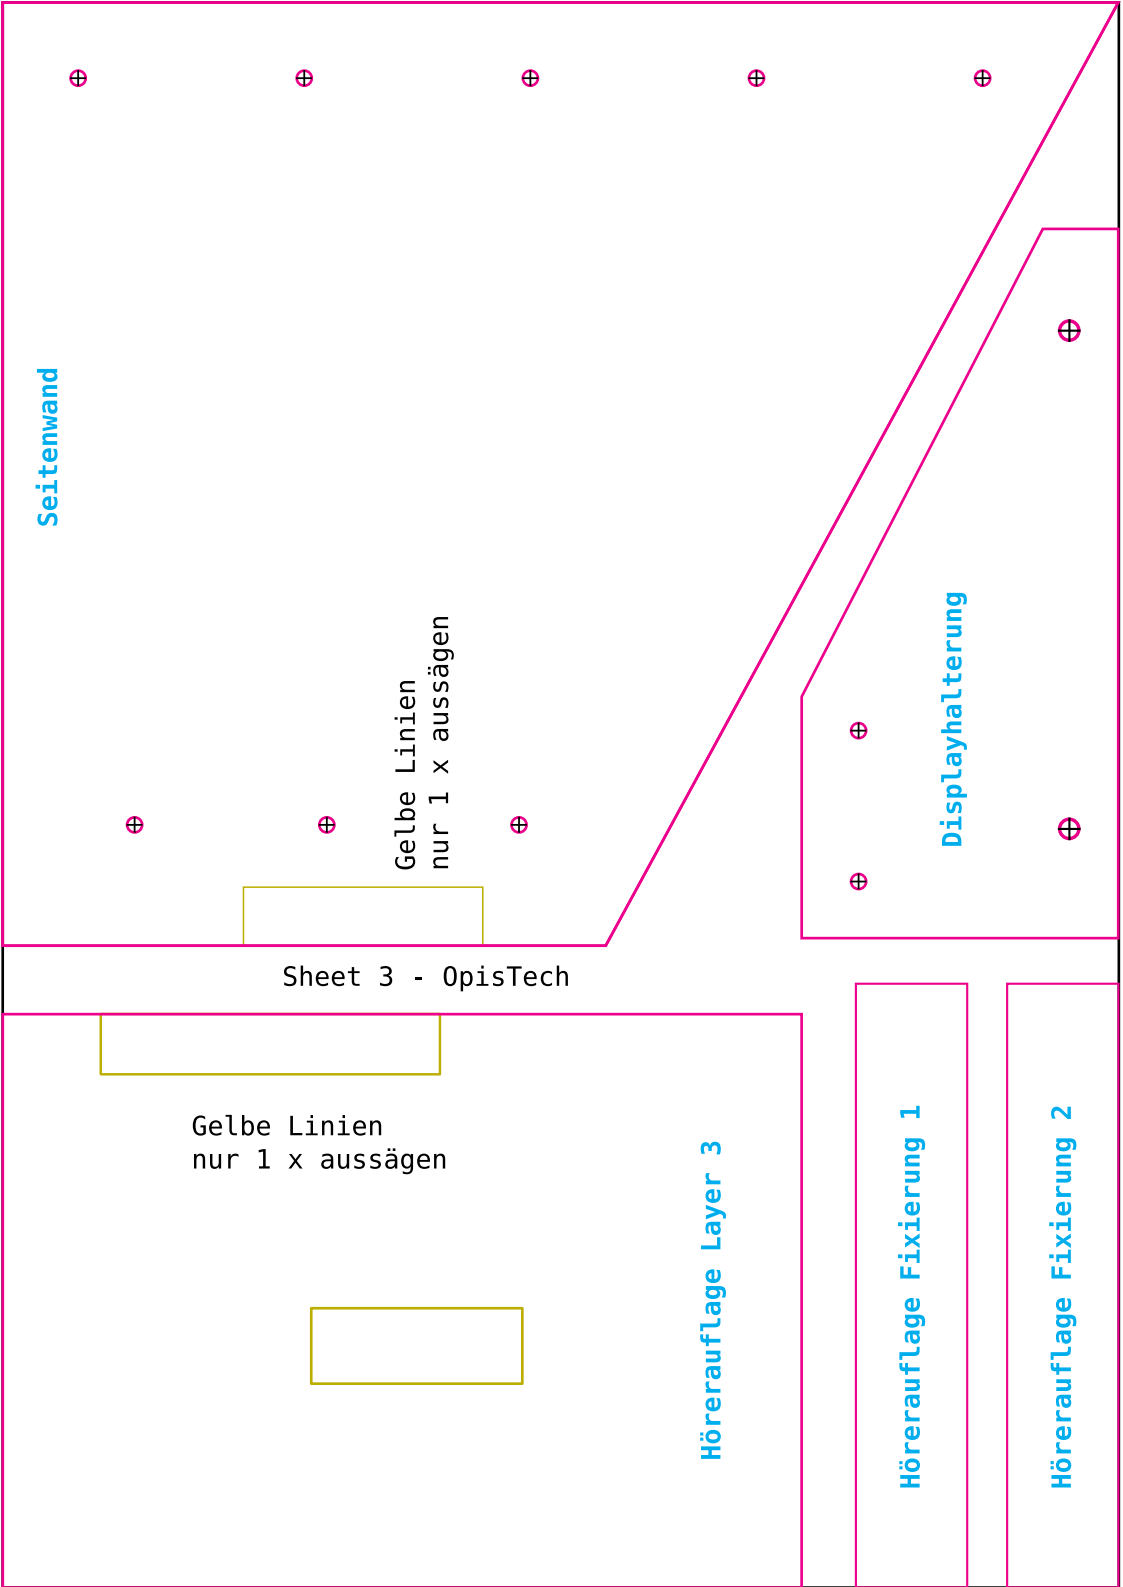 Seitenwand
Gelbe Linien
nur 1 x aussägen
Displayhalterung
Sheet 3 - OpisTech
Gelbe Linien
nur 1 x aussägen
Hörerauflage Layer 3
Hörerauflage Fixierung 1
Hörerauflage Fixierung 2